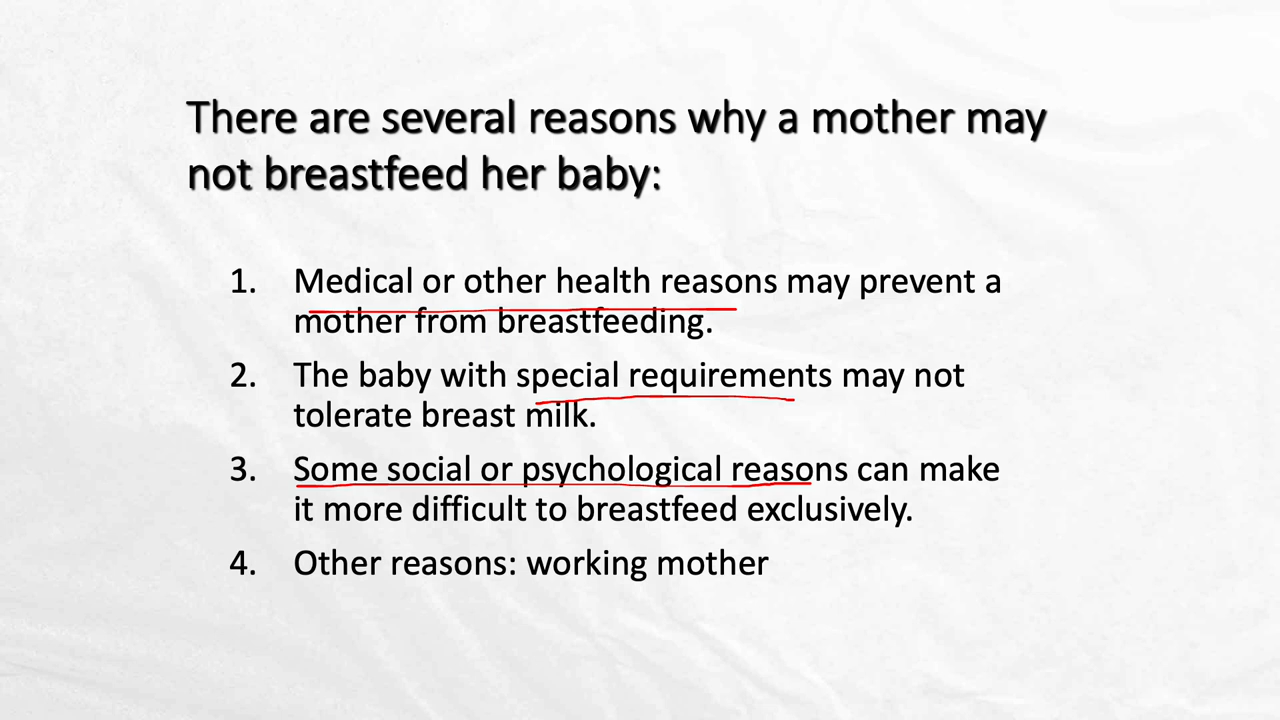 There are several reasons why a mother may
not breastfeed her baby:
1. Medical or other health reasons may prevent a
mother from breastfeeding.
2. The baby with special requirements may not
tolerate breast milk.
3. Some social or psychological reasons can make
it more difficult to breastfeed exclusively.
4. Other reasons: working mother